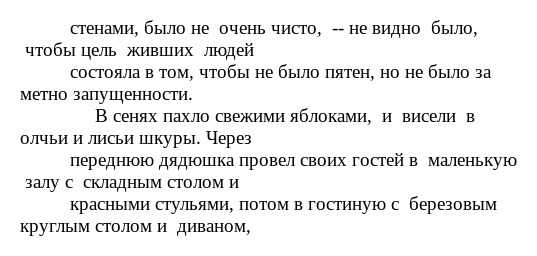 стенами, было не очень чисто, -- не видно было,
чтобы цель живших людей
состояла в том, чтобы не было пятен, но не было за
метно запущенности.
В сенях пахло свежими яблоками, и висели в
олчьи и лисьи шкуры. Через
переднюю дядюшка провел своих гостей в маленькую
залу с складным столом и
красными стульями, потом в гостиную с березовым
круглым столом и диваном,